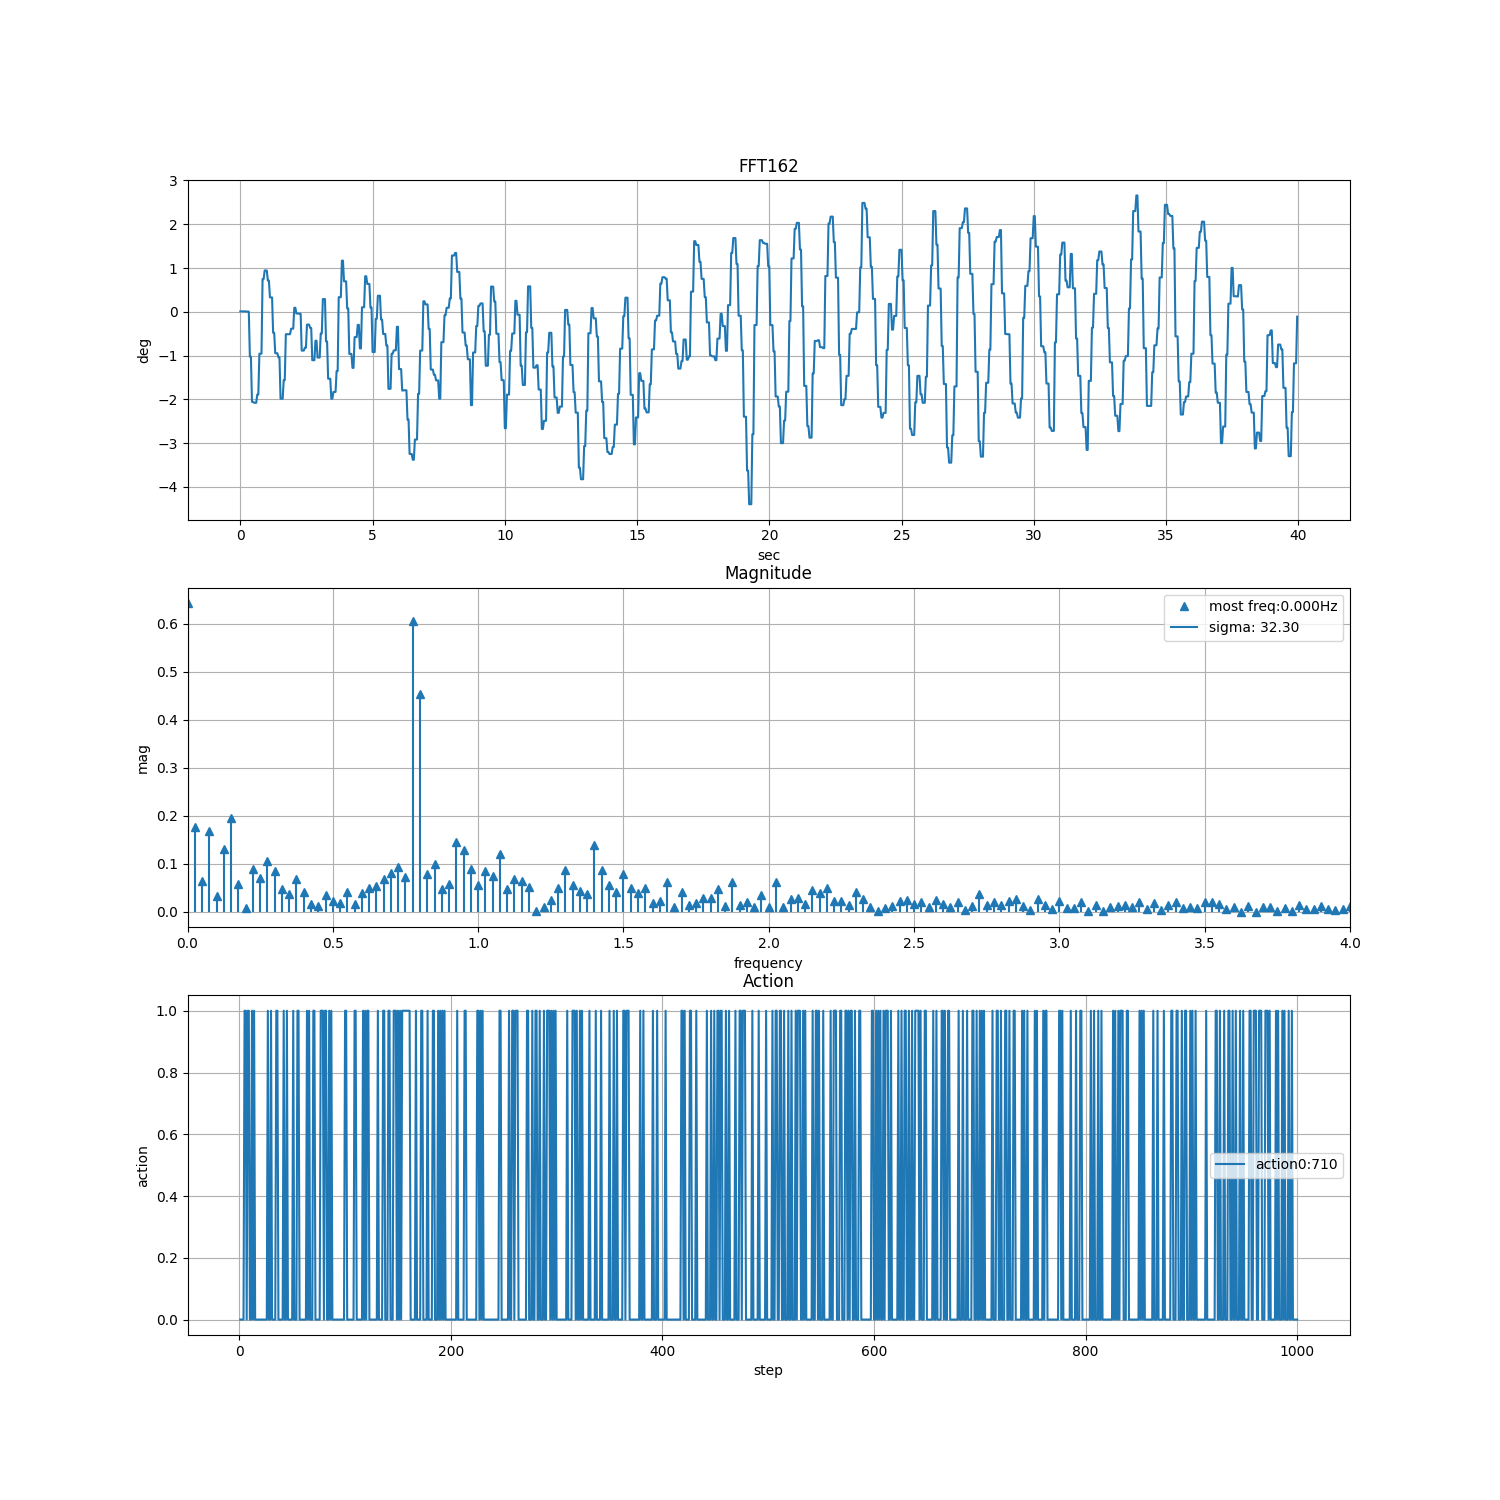 FFT162
3
2
1
0
−1
−2
−3
−4
deg
0 5 10 15 20 25 30 35 40
sec
Magnitude
0.6
0.5
0.4
0.3
0.2
0.1
0.0
mag
most freq:0.000Hz
sigma: 32.30
0.0 0.5 1.0 1.5 2.0 2.5 3.0 3.5 4.0
frequency
Action
1.0
0.8
0.6
0.4
0.2
0.0
action
action0:710
0 200 400 600 800 1000
step